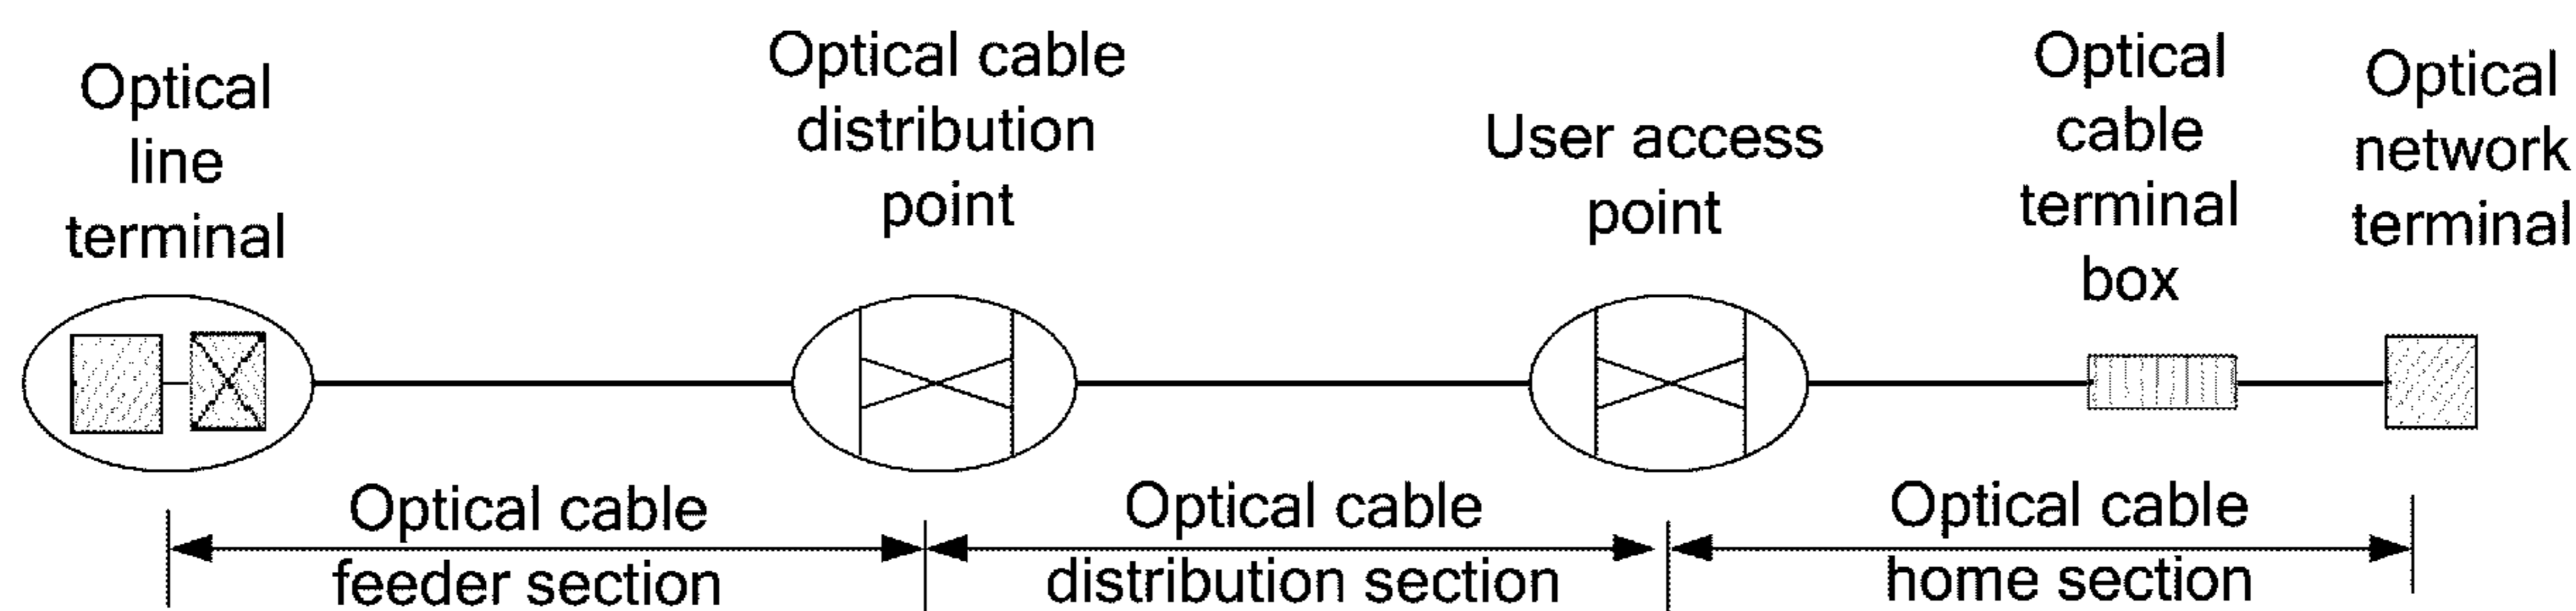 Optical
line
terminal
Optical cable
distribution
point
User access
point
Optical
cable
terminal
box
Optical
network
terminal
Optical cable
feeder section
Optical cable
distribution section
Optical cable
home section